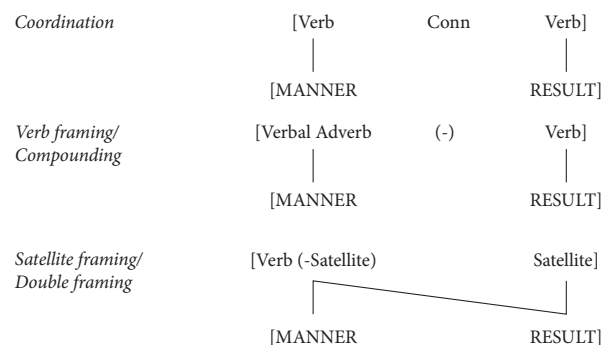 Coordination [Verb Conn Verb]
[MANNER RESULT]
Verb framing/ [Verbal Adverb (-) Verb]
Compounding
[MANNER RESULT]
Satellite framing/ [Verb (-Satellite) Satellite]
Double framing
[MANNER RESULT]